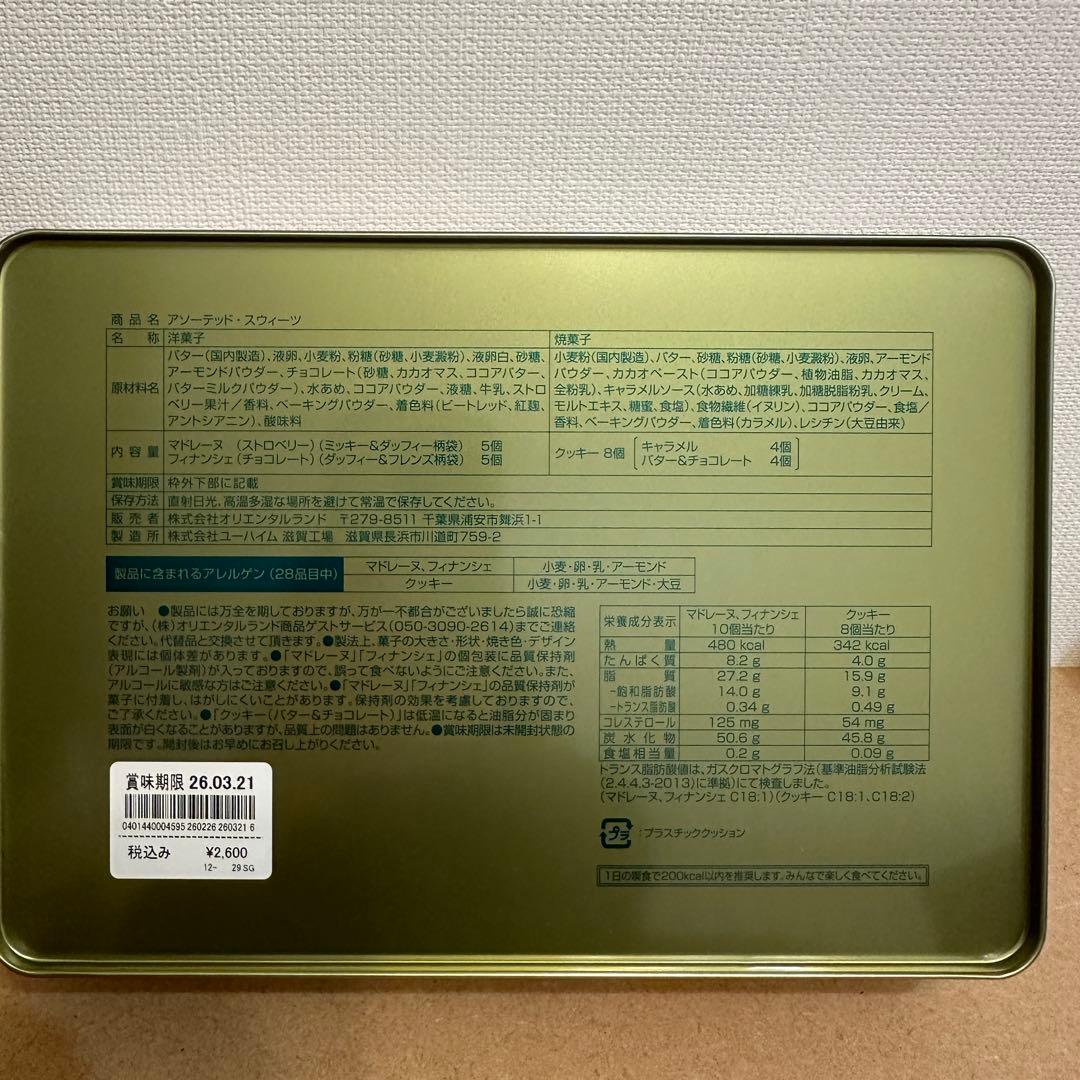 商品名 アソーテッド・スウィーツ
名称 洋菓子 焼菓子
原材料名
バター(国内製造)、液卵、小麦粉、粉糖(砂糖、小麦澱粉)、液卵白、砂糖、
アーモンドパウダー、チョコレート(砂糖、カカオマス、ココアバター、
バターミルクパウダー)、水あめ、ココアパウダー、液糖、牛乳、ストロ
ベリー果汁/香料、ベーキングパウダー、着色料(ビートレッド、紅麹、
アントシアニン)、酸味料
小麦粉(国内製造)、バター、砂糖、粉糖(砂糖、小麦澱粉)、液卵、アーモンド
パウダー、カカオペースト(ココアパウダー、植物油脂、カカオマス、
全粉乳)、キャラメルソース(水あめ、加糖練乳、加糖脱脂粉乳、クリーム、
モルトエキス、糖蜜、食塩)、食物繊維(イヌリン)、ココアパウダー、食塩/
香料、ベーキングパウダー、着色料(カラメル)、レシチン(大豆由来)
内容量
マドレーヌ (ストロベリー)(ミッキー&ダッフィー柄袋) 5個
フィナンシェ(チョコレート)(ダッフィー&フレンズ柄袋) 5個
クッキー 8個
キャラメル 4個
バター&チョコレート 4個
賞味期限 枠外下部に記載
保存方法 直射日光、高温多湿な場所を避けて常温で保存してください。
販売者 株式会社オリエンタルランド 〒279-8511 千葉県浦安市舞浜1-1
製造所 株式会社ユーハイム 滋賀工場 滋賀県長浜市川道町759-2
製品に含まれるアレルゲン(28品目中)
マドレーヌ、フィナンシェ 小麦・卵・乳・アーモンド
クッキー 小麦・卵・乳・アーモンド・大豆
お願い ●製品には万全を期しておりますが、万が一不都合がございましたら誠に恐縮
ですが、(株)オリエンタルランド商品ゲストサービス(050-3090-2614)までご連絡
ください。代替品と交換させて頂きます。●製法上、菓子の大きさ・形状・焼き色・デザイン
表現には個体差があります。●「マドレーヌ」「フィナンシェ」の個包装に品質保持剤
(アルコール製剤)が入っておりますので、誤って食べないようにご注意ください。また、
アルコールに敏感な方はご注意ください。●「マドレーヌ」「フィナンシェ」の品質保持剤が
菓子に付着し、はがしにくいことがあります。保持剤の効果を考慮しておりますので、
ご了承ください。●「クッキー(バター&チョコレート)」は低温になると油脂分が固まり
表面が白くなることがありますが、品質上の問題はありません。●賞味期限は未開封状態の
期限です。開封後はお早めにお召し上がりください。
栄養成分表示 マドレーヌ、フィナンシェ 10個当たり クッキー 8個当たり
熱量 480 kcal 342 kcal
たんぱく質 8.2 g 4.0 g
脂質 27.2 g 15.9 g
-飽和脂肪酸 14.0 g 9.1 g
-トランス脂肪酸 0.34 g 0.49 g
コレステロール 125 mg 54 mg
炭水化物 50.6 g 45.8 g
食塩相当量 0.2 g 0.09 g
トランス脂肪酸値は、ガスクロマトグラフ法(基準油脂分析試験法
(2.4.4.3-2013)に準拠)にて検査しました。
(マドレーヌ、フィナンシェ C18:1)(クッキー C18:1、C18:2)
プラ :プラスチッククッション
1日の間食で200kcal以内を推奨します。みんなで楽しく食べてください。
賞味期限 26.03.21
0401440004595 260226 260321 6
税込み ¥2,600
12- 29 SG